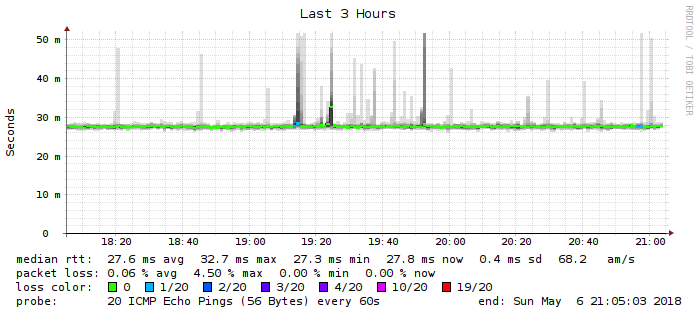 Last 3 Hours
RRDTOOL / TOBI OETIKER
Seconds
50 m
40 m
30 m
20 m
10 m
0
18:20 18:40 19:00 19:20 19:40 20:00 20:20 20:40 21:00
median rtt: 27.6 ms avg 32.7 ms max 27.3 ms min 27.8 ms now 0.4 ms sd 68.2 am/s
packet loss: 0.06 % avg 4.50 % max 0.00 % min 0.00 % now
loss color: 0 1/20 2/20 3/20 4/20 10/20 19/20
probe: 20 ICMP Echo Pings (56 Bytes) every 60s end: Sun May 6 21:05:03 2018